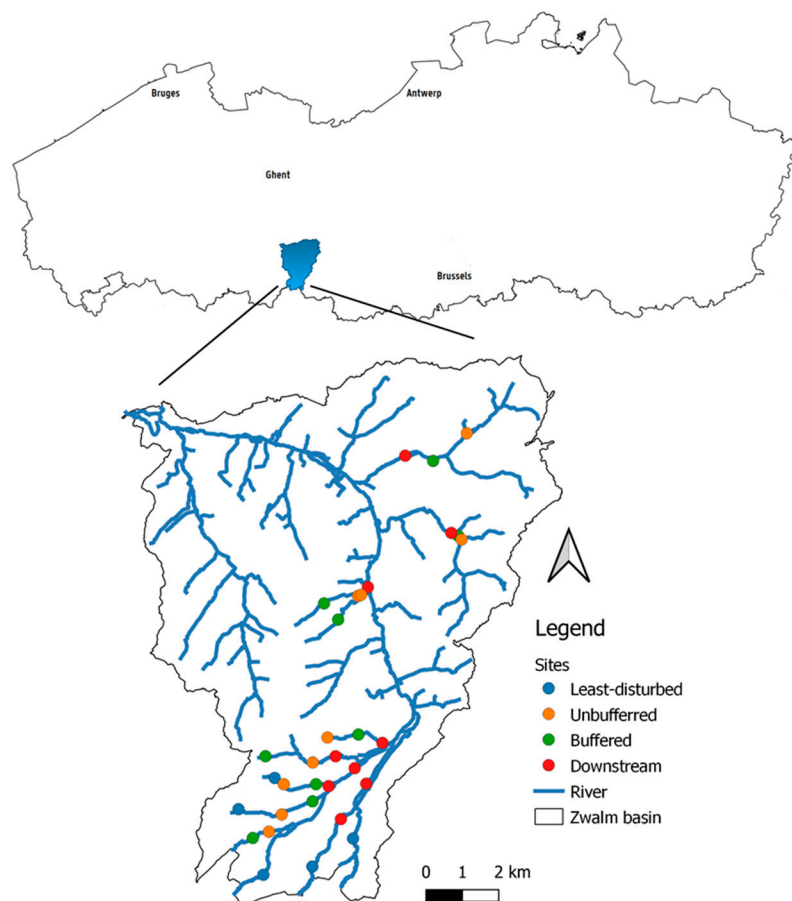 Bruges
Antwerp
Ghent
Brussels
Legend
Sites
Least-disturbed
Unbufferred
Buffered
Downstream
River
Zwalm basin
0 1 2 km